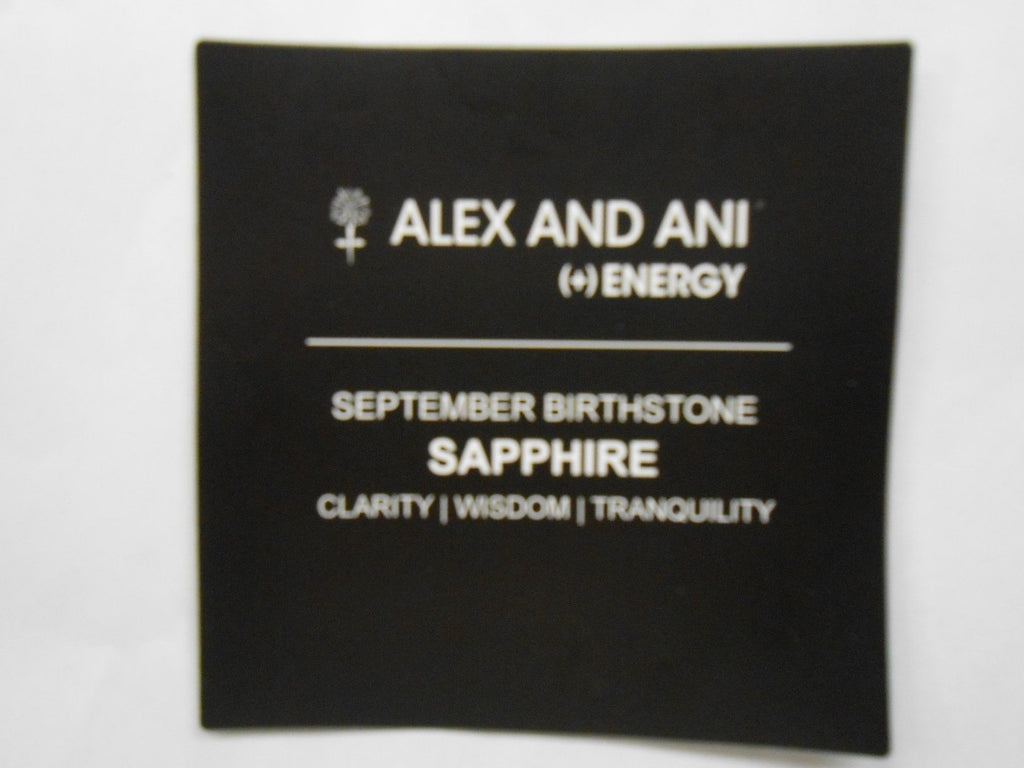 ALEX AND ANI
(+) ENERGY
SEPTEMBER BIRTHSTONE
SAPPHIRE
CLARITY | WISDOM | TRANQUILITY